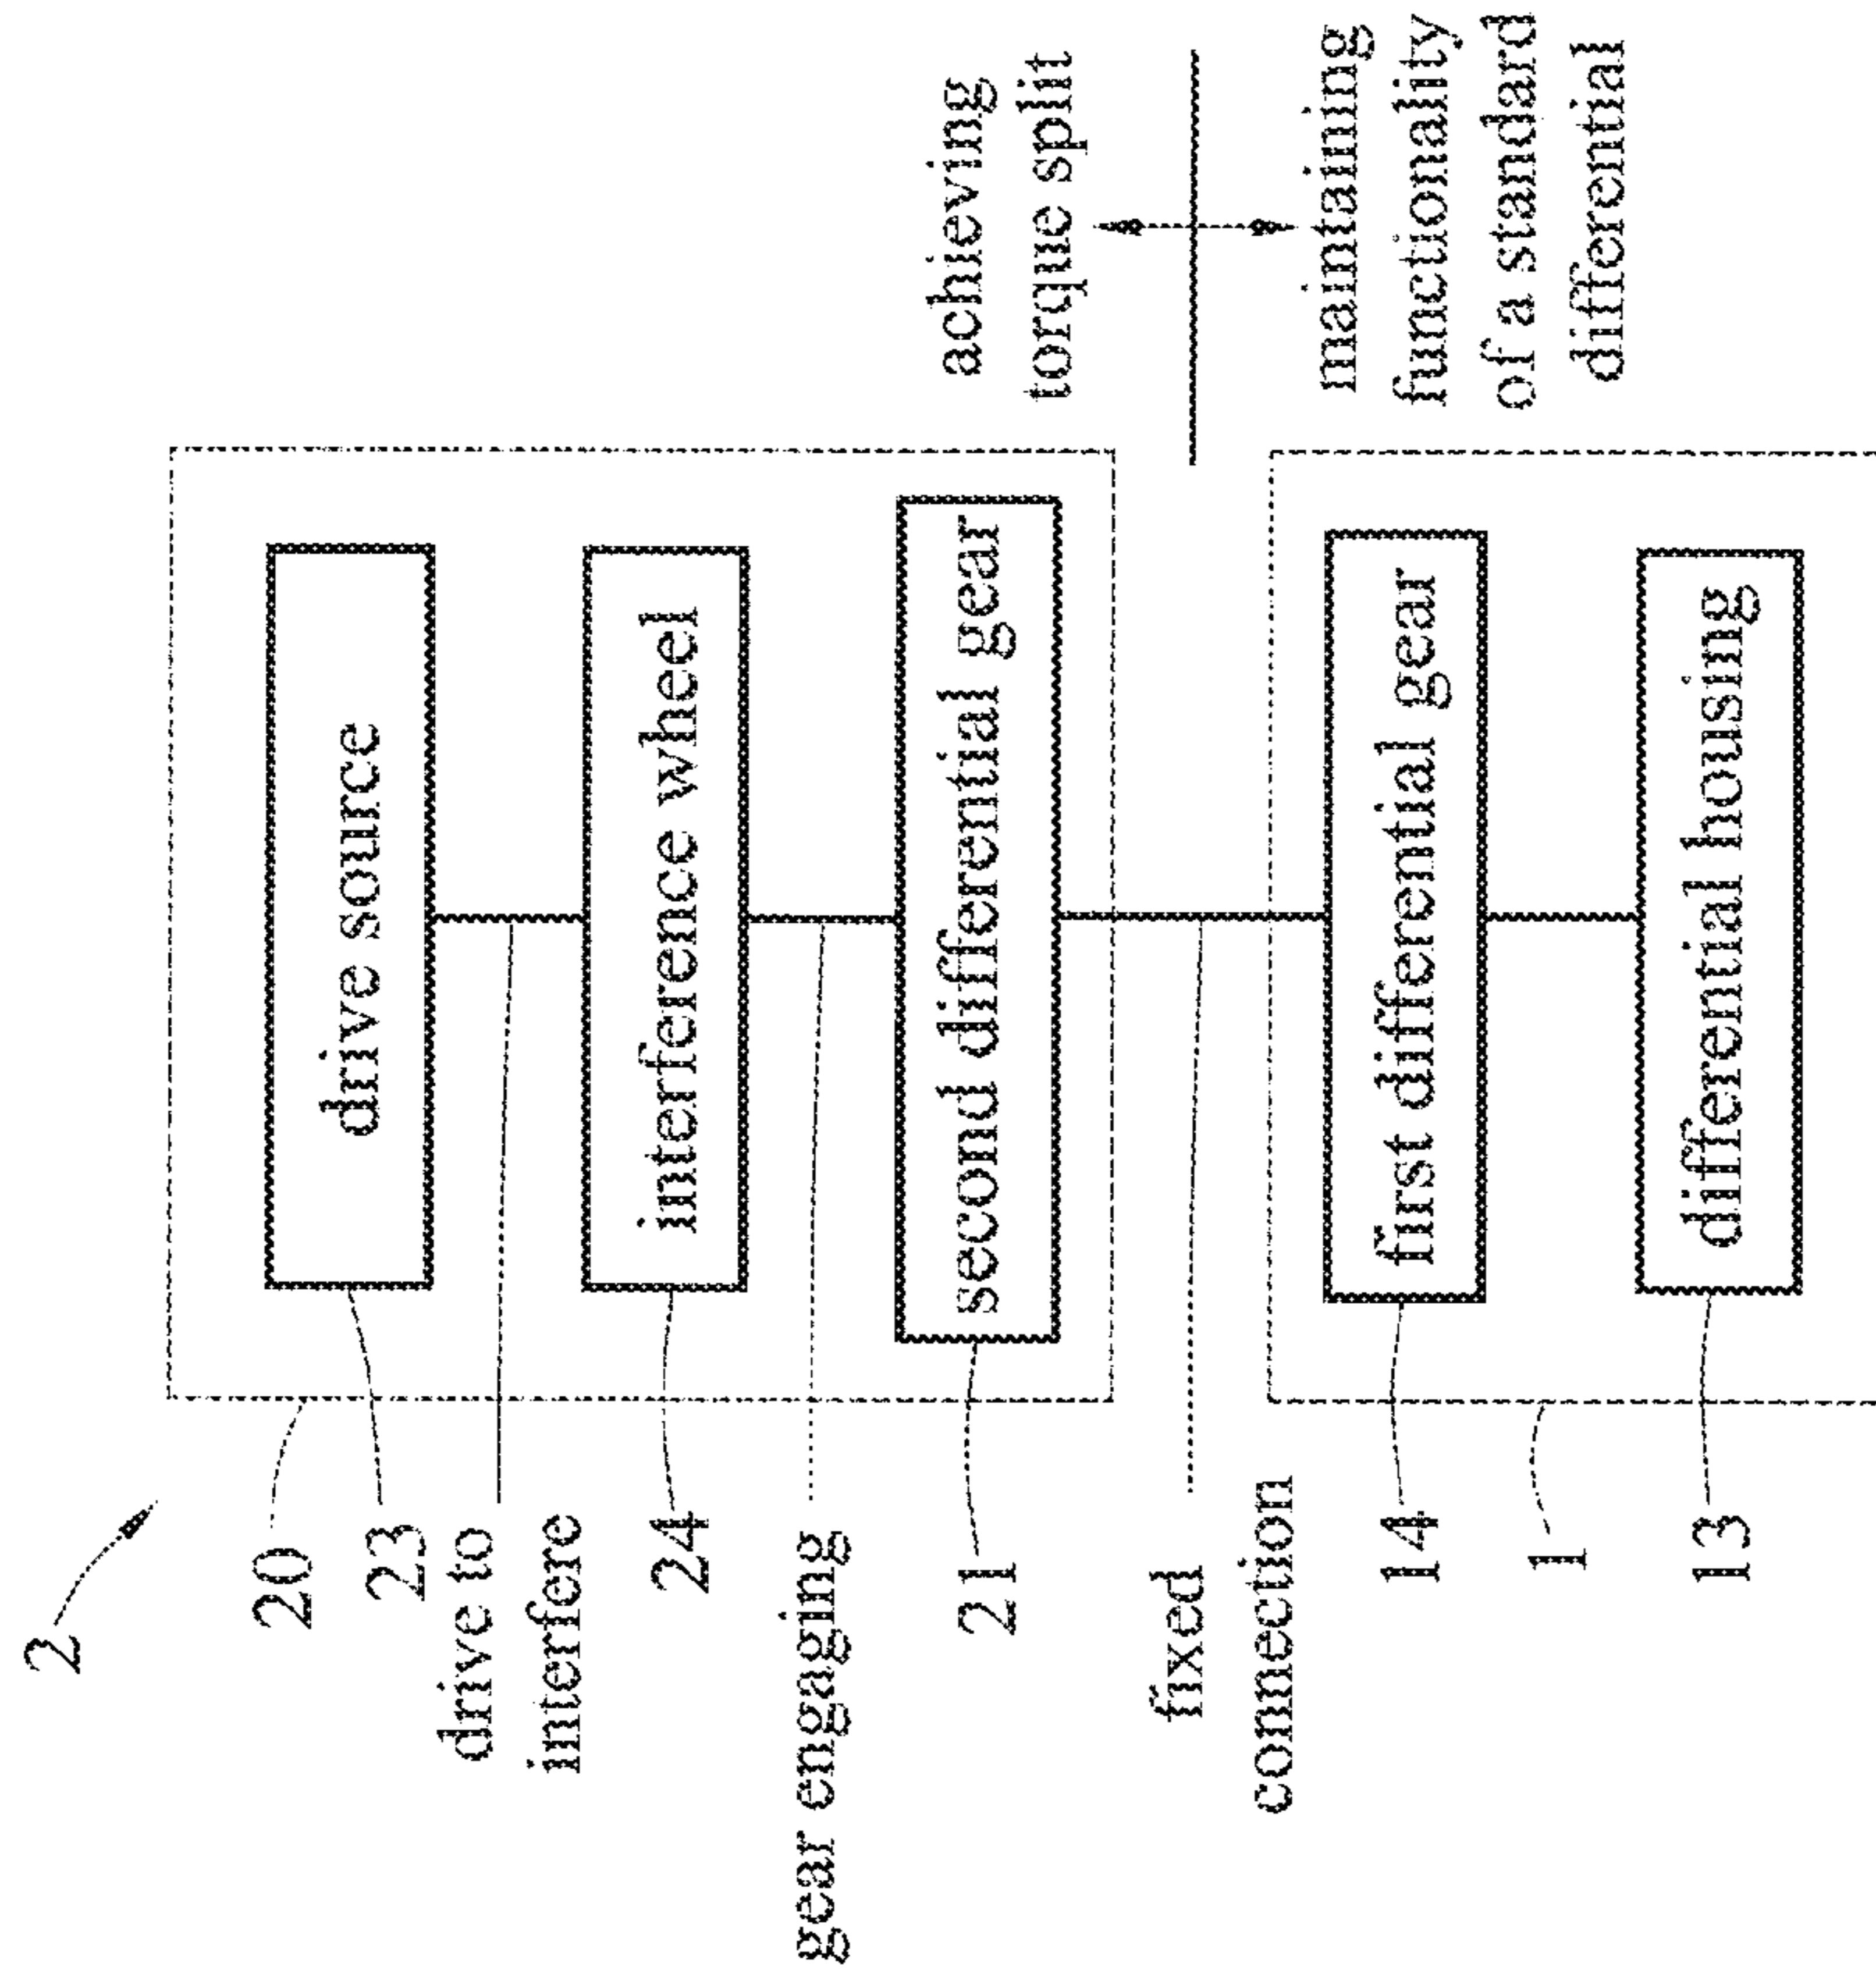 2
20
23
drive source
drive to
interfere
24
interference wheel
gear engaging
21
second differential gear
achieving
torque split
fixed
connection
maintaining
functionality
of a standard
differential
14
first differential gear
1
13
differential housing